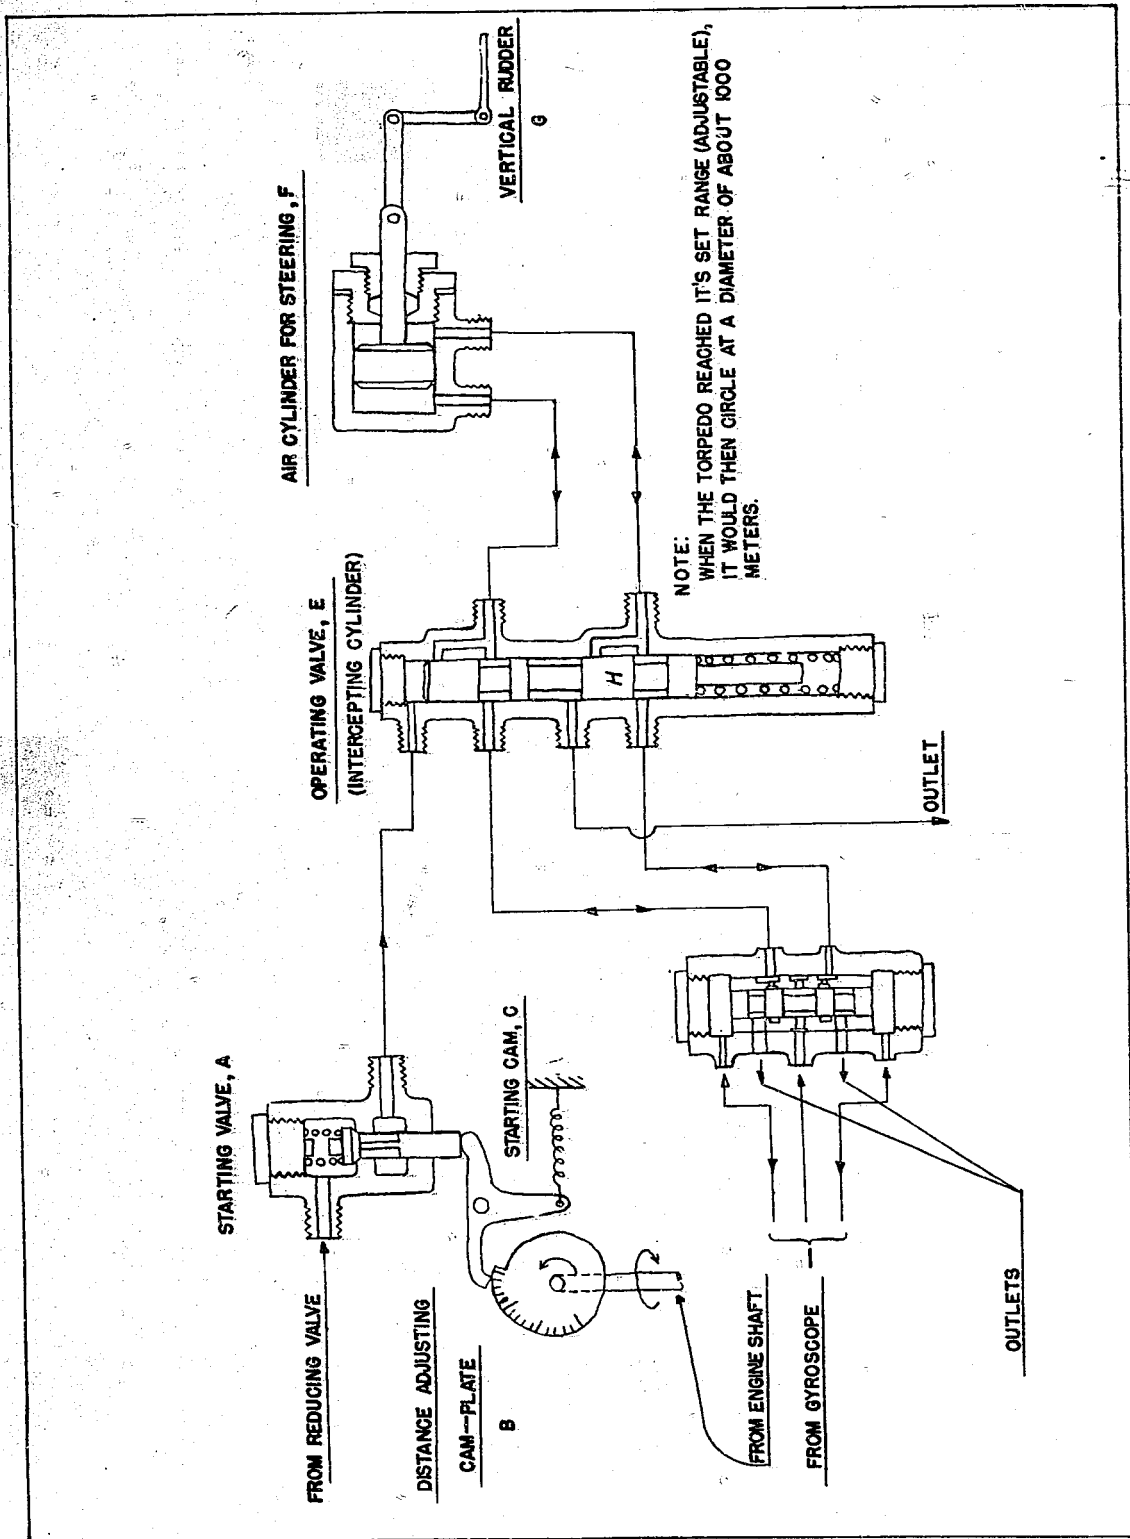 STARTING VALVE, A
FROM REDUCING VALVE
DISTANCE ADJUSTING
CAM—PLATE
B
STARTING CAM, C
FROM ENGINE SHAFT
FROM GYROSCOPE
OUTLETS
OPERATING VALVE, E
(INTERCEPTING CYLINDER)
H
OUTLET
AIR CYLINDER FOR STEERING, F
VERTICAL RUDDER
G
NOTE:
WHEN THE TORPEDO REACHED IT'S SET RANGE (ADJUSTABLE),
IT WOULD THEN CIRCLE AT A DIAMETER OF ABOUT 1000
METERS.